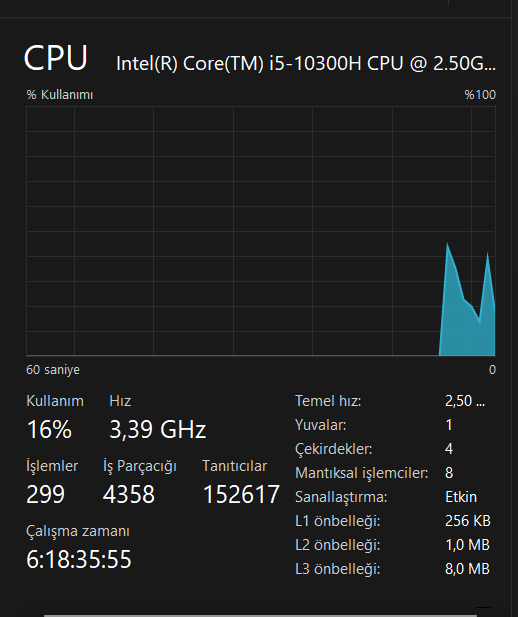 CPU Intel(R) Core(TM) i5-10300H CPU @ 2.50G...
% Kullanımı %100
60 saniye 0
Kullanım Hız
16% 3,39 GHz
İşlemler İş Parçacığı Tanıtıcılar
299 4358 152617
Çalışma zamanı
6:18:35:55
Temel hız: 2,50 ...
Yuvalar: 1
Çekirdekler: 4
Mantıksal işlemciler: 8
Sanallaştırma: Etkin
L1 önbelleği: 256 KB
L2 önbelleği: 1,0 MB
L3 önbelleği: 8,0 MB